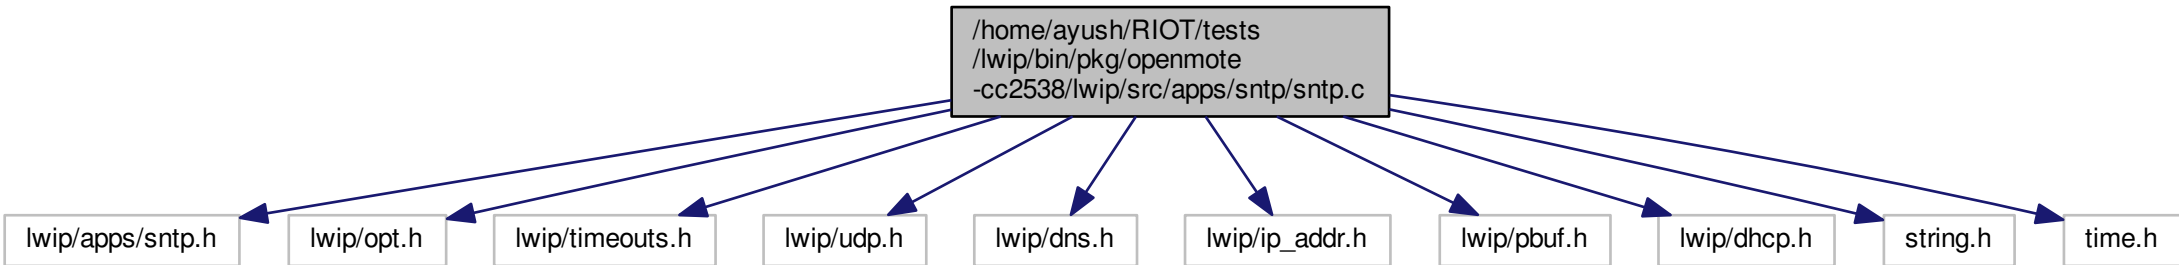 /home/ayush/RIOT/tests
/lwip/bin/pkg/openmote
-cc2538/lwip/src/apps/sntp/sntp.c
lwip/apps/sntp.h
lwip/opt.h
lwip/timeouts.h
lwip/udp.h
lwip/dns.h
lwip/ip_addr.h
lwip/pbuf.h
lwip/dhcp.h
string.h
time.h